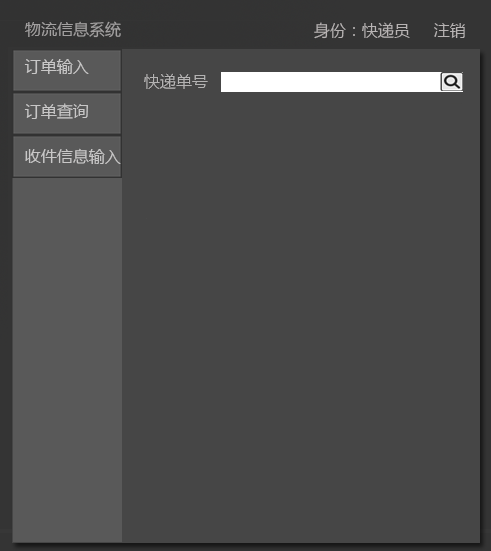 物流信息系统
身份：快递员 注销
订单输入
快递单号
订单查询
收件信息输入